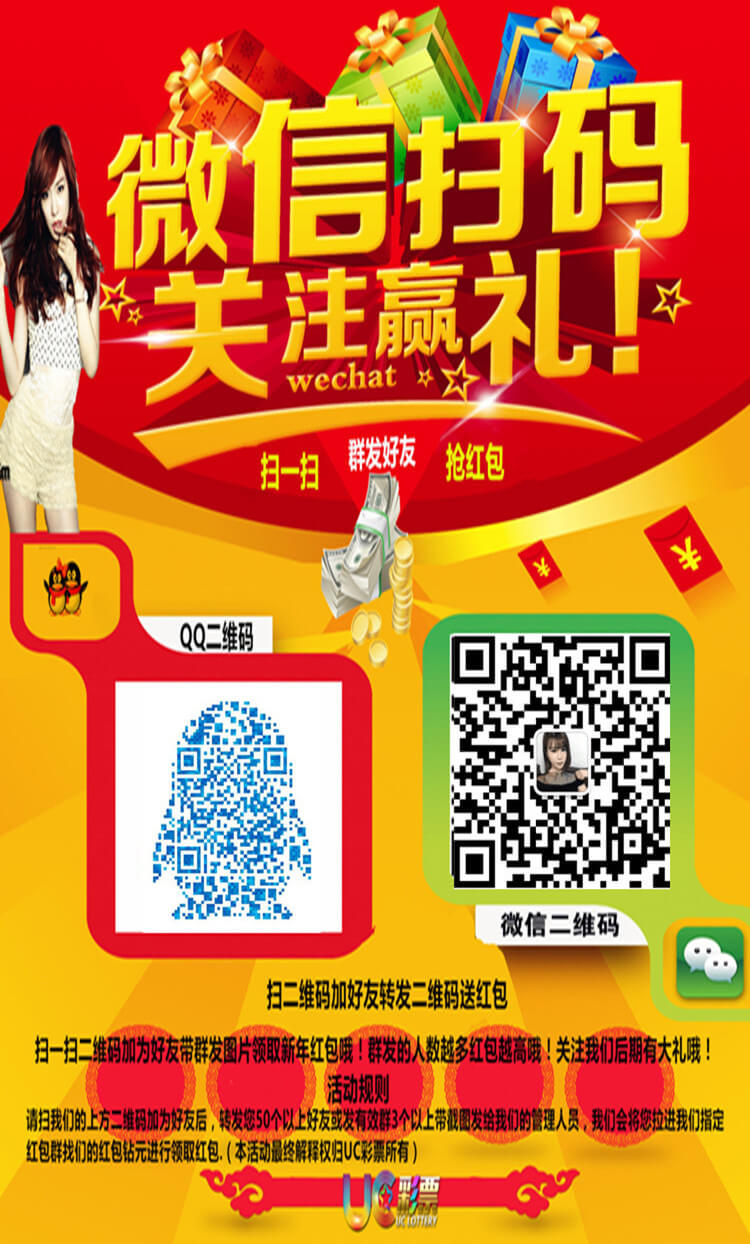 微信扫码
关注赢礼！
wechat
扫一扫 群发好友 抢红包
QQ二维码
微信二维码
扫二维码加好友转发二维码送红包
扫一扫二维码加为好友带群发图片领取新年红包哦！群发的人数越多红包越高哦！关注我们后期有大礼哦！
活动规则
请扫我们的上方二维码加为好友后，转发您50个以上好友或发有效群3个以上带截图发给我们的管理人员，我们会将您拉进我们指定
红包群找们的红包钻元进行领取红包.（本活动最终解释权归UC彩票所有）
UC彩票
UC LOTTERY